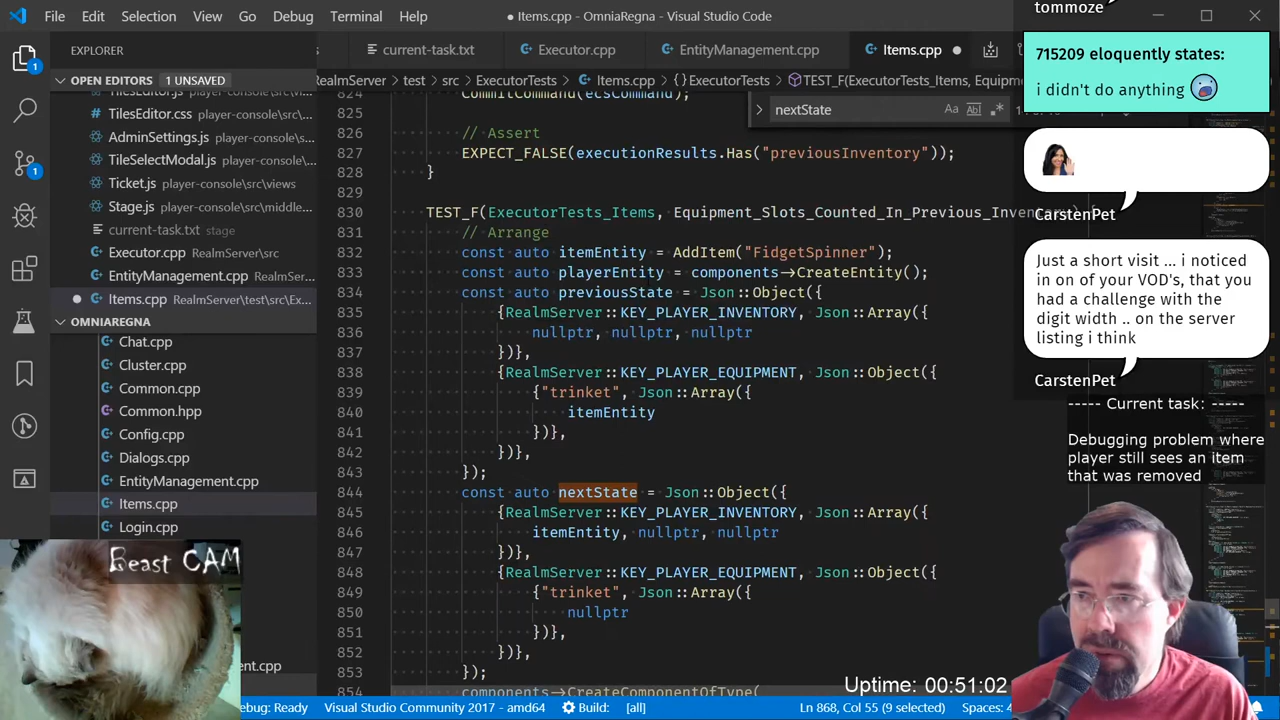 File Edit Selection View Go Debug Terminal Help
● Items.cpp - OmniaRegna - Visual Studio Code
tommoze
EXPLORER
current-task.txt
Executor.cpp
EntityManagement.cpp
Items.cpp
OPEN EDITORS 1 UNSAVED
RealmServer › test › src › ExecutorTests › Items.cpp › {} ExecutorTests › TEST_F(ExecutorTests_Items, Equipm
nextState
TilesEditor.css player-console\src\v...
AdminSettings.js player-console...
TileSelectModal.js player-conso...
Ticket.js player-console\src\views
Stage.js player-console\src\middle...
current-task.txt stage
Executor.cpp RealmServer\src
EntityManagement.cpp RealmSer...
Items.cpp RealmServer\test\src\Ex...
OMNIAREGNA
Chat.cpp
Cluster.cpp
Common.cpp
Common.hpp
Config.cpp
Dialogs.cpp
EntityManagement.cpp
Items.cpp
Login.cpp
Beast CAM
ent.cpp
824 CommitCommand(ecsCommand);
825
826 // Assert
827 EXPECT_FALSE(executionResults.Has("previousInventory"));
828 }
829
830 TEST_F(ExecutorTests_Items, Equipment_Slots_Counted_In_Previous_Inven
831 // Arrare
832 const auto itemEntity = AddItem("FidgetSpinner");
833 const auto playerEntity = components->CreateEntity();
834 const auto previousState = Json::Object({
835 {RealmServer::KEY_PLAYER_INVENTORY, Json::Array({
836 nullptr, nullptr, nullptr
837 })},
838 {RealmServer::KEY_PLAYER_EQUIPMENT, Json::Object({
839 {"trinket", Json::Array({
840 itemEntity
841 })},
842 })},
843 });
844 const auto nextState = Json::Object({
845 {RealmServer::KEY_PLAYER_INVENTORY, Json::Array({
846 itemEntity, nullptr, nullptr
847 })},
848 {RealmServer::KEY_PLAYER_EQUIPMENT, Json::Object({
849 {"trinket", Json::Array({
850 nullptr
851 })},
852 })},
853 });
854 components->CreateComponentOfType(
715209 eloquently states:
i didn't do anything
CarstenPet
Just a short visit ... i noticed
in on of your VOD's, that you
had a challenge with the
digit width .. on the server
listing i think
CarstenPet
----- Current task: -----
Debugging problem where
player still sees an item
that was removed
Uptime: 00:51:02
debug: Ready Visual Studio Community 2017 - amd64 Build: [all] Ln 868, Col 55 (9 selected) Spaces: 4